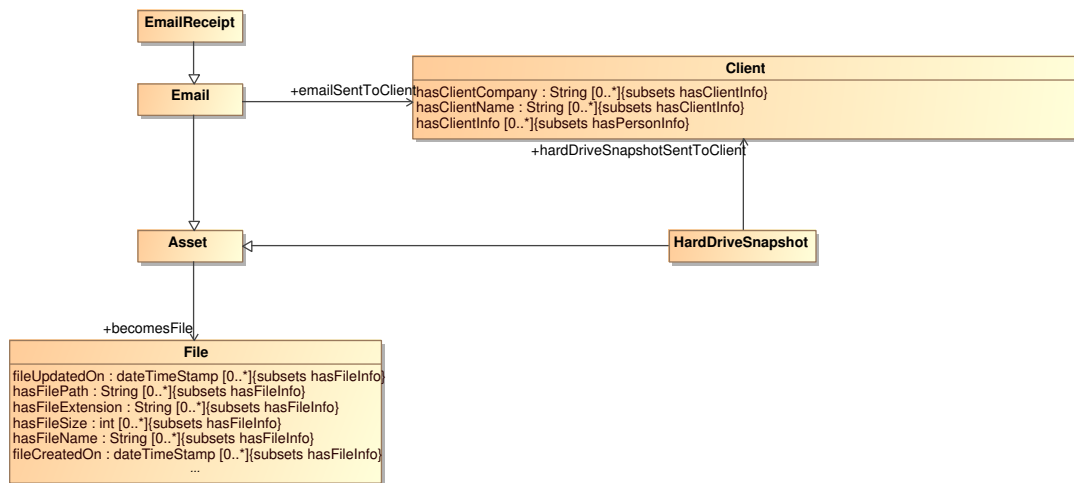 EmailReceipt
Email
+emailSentToClient
Client
hasClientCompany : String [0..*]{subsets hasClientInfo}
hasClientName : String [0..*]{subsets hasClientInfo}
hasClientInfo [0..*]{subsets hasPersonInfo}
+hardDriveSnapshotSentToClient
Asset
HardDriveSnapshot
+becomesFile
File
fileUpdatedOn : dateTimeStamp [0..*]{subsets hasFileInfo}
hasFilePath : String [0..*]{subsets hasFileInfo}
hasFileExtension : String [0..*]{subsets hasFileInfo}
hasFileSize : int [0..*]{subsets hasFileInfo}
hasFileName : String [0..*]{subsets hasFileInfo}
fileCreatedOn : dateTimeStamp [0..*]{subsets hasFileInfo}
...